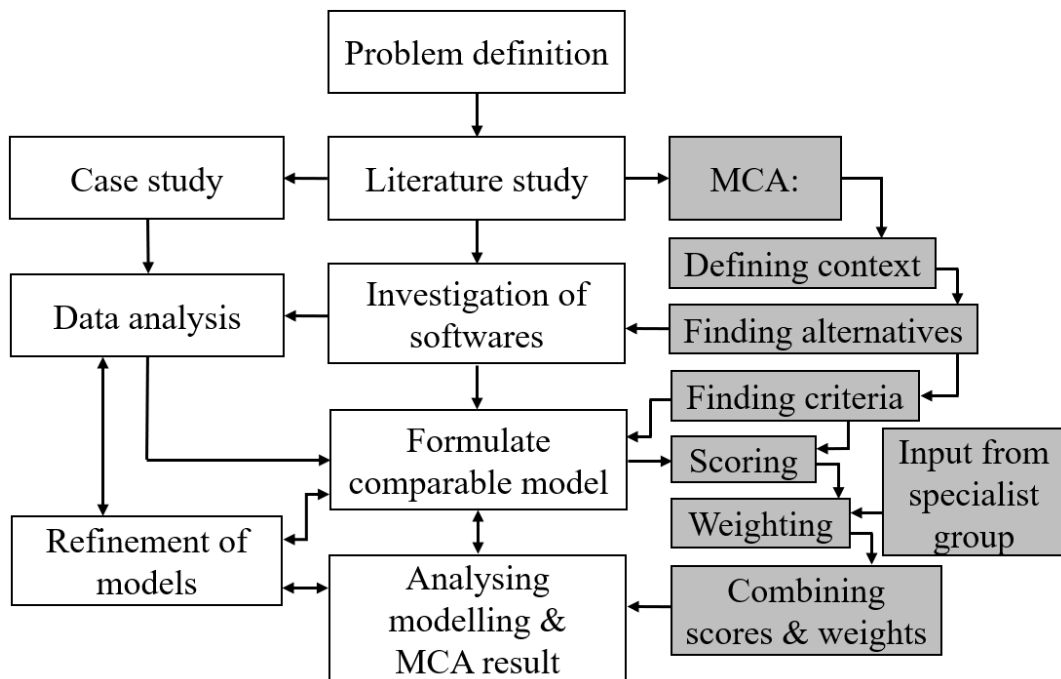 Problem definition
Case study
Literature study
MCA:
Defining context
Data analysis
Investigation of
softwares
Finding alternatives
Finding criteria
Formulate
comparable model
Scoring
Input from
specialist
group
Weighting
Refinement of
models
Analysing
modelling &
MCA result
Combining
scores & weights